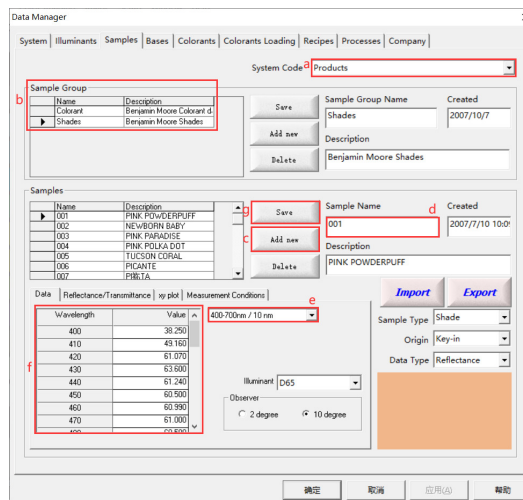 Data Manager
System Illuminants Samples Bases Colorants Colorants Loading Recipes Processes Company
System Code a Products
Sample Group
b
Name Description
Colorant Benjamin Moore Colorant d
Shades Benjamin Moore Shades
Save
Add new
Delete
Sample Group Name Created
Shades 2007/10/7
Description
Benjamin Moore Shades
Samples
Name Description
001 PINK POWDERPUFF
002 NEWBORN BABY
003 PINK PARADISE
004 PINK POLKA DOT
005 TUCSON CORAL
006 PICANTE
007
g Save
c Add new
Delete
Sample Name d Created
001 2007/7/10 10:0
Description
PINK POWDERPUFF
Data Reflectance/Transmittance xy plot Measurement Conditions
e
400-700nm / 10 nm
f
Wavelength Value
400 38.250
410 49.160
420 61.070
430 63.600
440 61.240
450 60.500
460 60.990
470 61.000
Illuminant D65
Observer
2 degree 10 degree
Import Export
Sample Type Shade
Origin Key-in
Data Type Reflectance
确定 取消 应用(A) 帮助